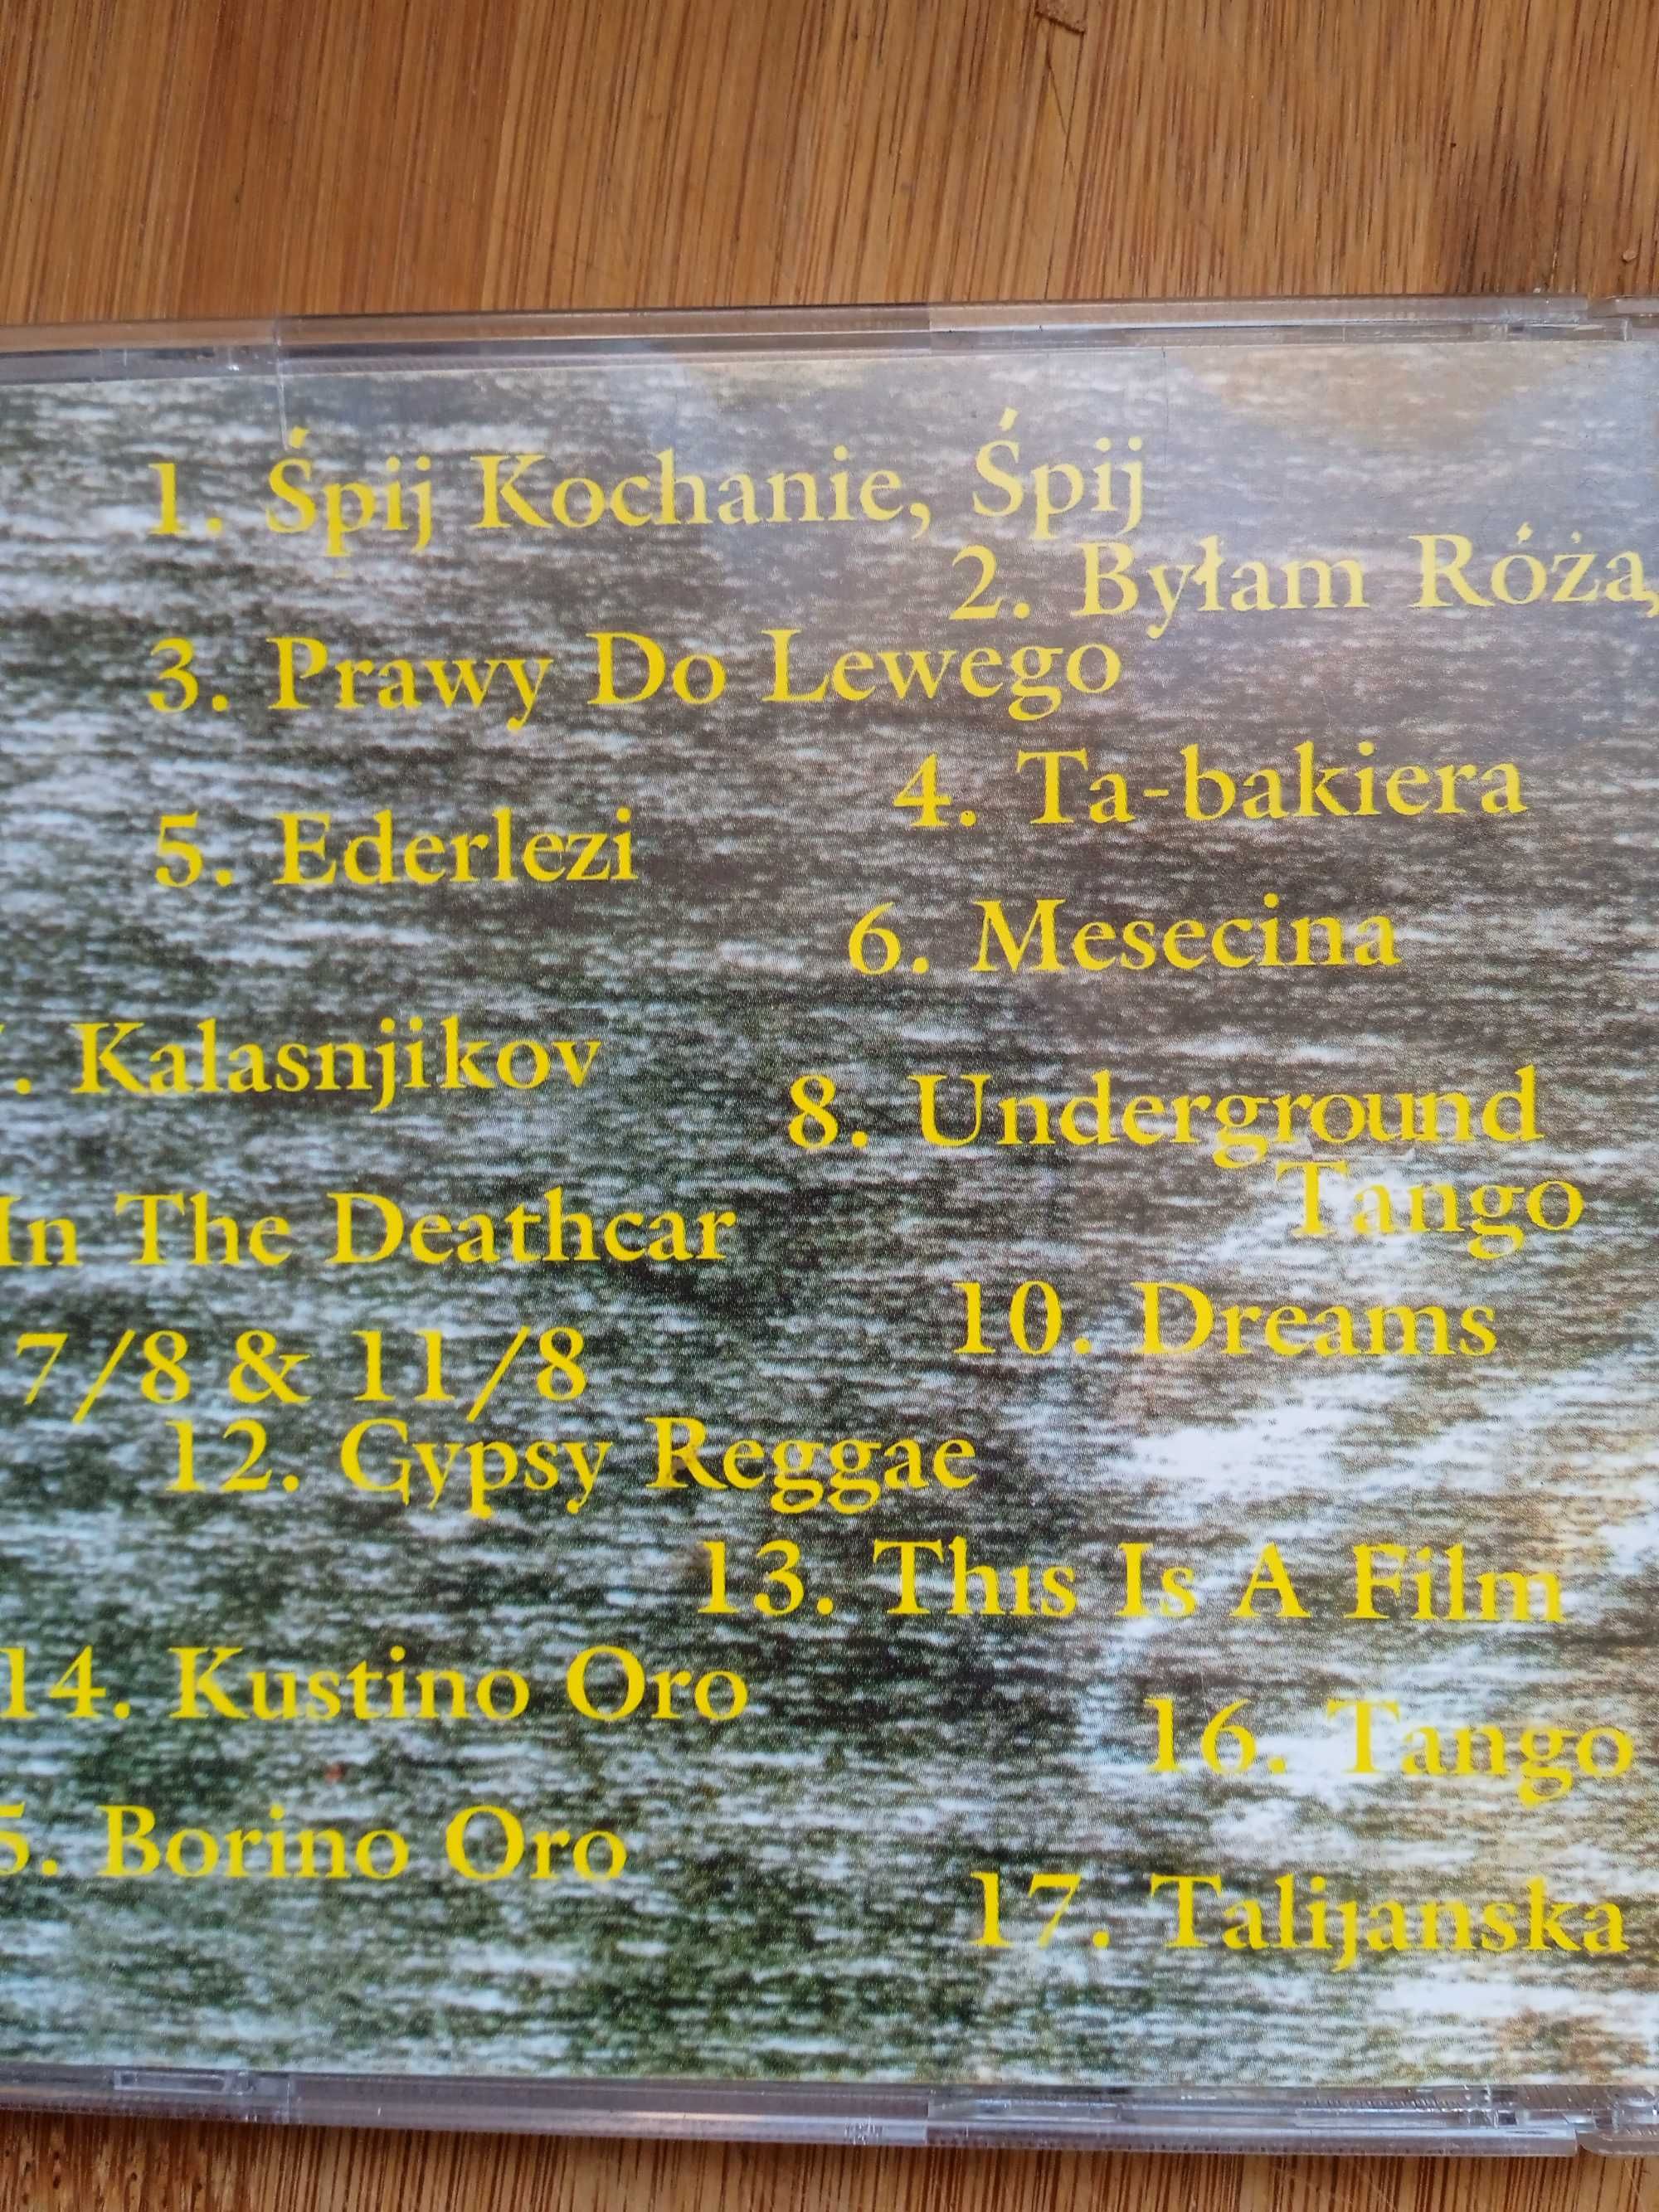 1. Śpij Kochanie, Śpij
2. Byłam Różą
3. Prawy Do Lewego
4. Ta-bakiera
5. Ederlezi
6. Mesecina
. Kalasnjikov
8. Underground
Tango
In The Deathcar
10. Dreams
7/8 & 11/8
12. Gypsy Reggae
13. This Is A Film
14. Kustino Oro
16. Tango
5. Borino Oro
17. Talijanska